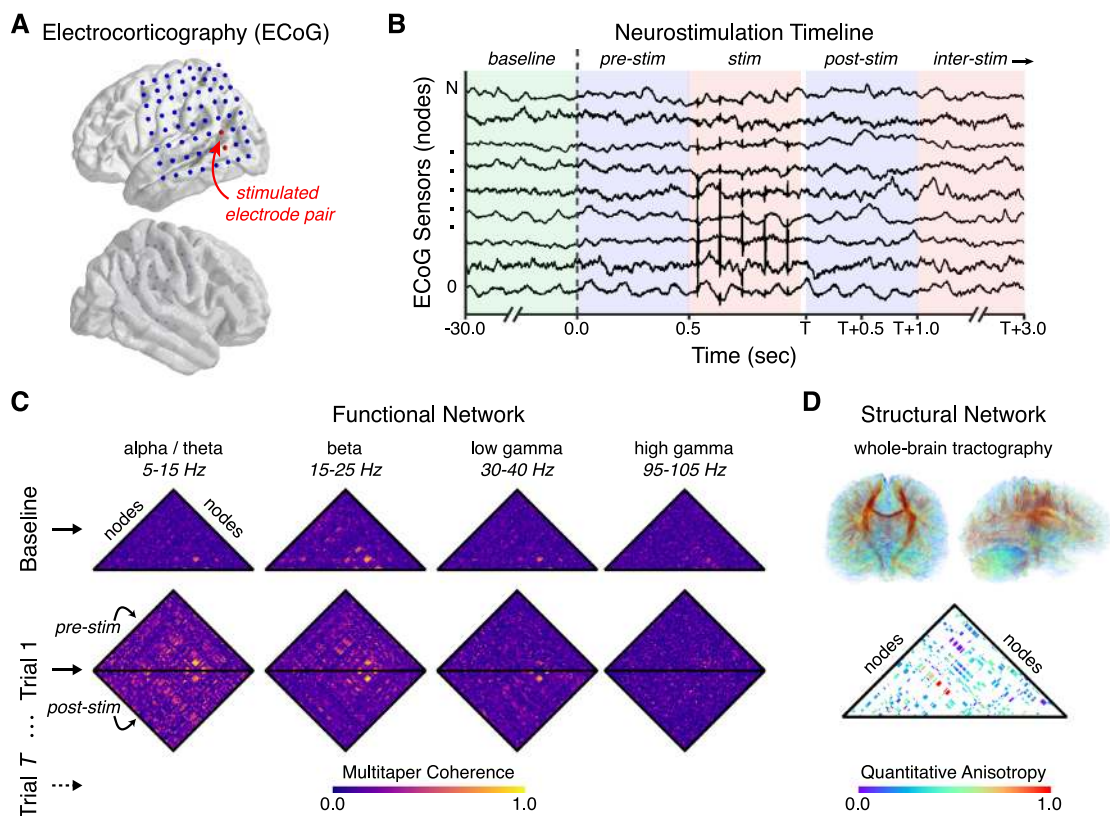 A
Electrocorticography (ECoG)
stimulated
electrode pair
B
Neurostimulation Timeline
baseline
pre-stim
stim
post-stim
inter-stim
ECoG Sensors (nodes)
N
0
-30.0
0.0
0.5
T
T+0.5
T+1.0
T+3.0
Time (sec)
C
Functional Network
alpha / theta
5-15 Hz
beta
15-25 Hz
low gamma
30-40 Hz
high gamma
95-105 Hz
Baseline
nodes
nodes
Trial 1
pre-stim
post-stim
...
Trial T
Multitaper Coherence
0.0
1.0
D
Structural Network
whole-brain tractography
nodes
nodes
Quantitative Anisotropy
0.0
1.0